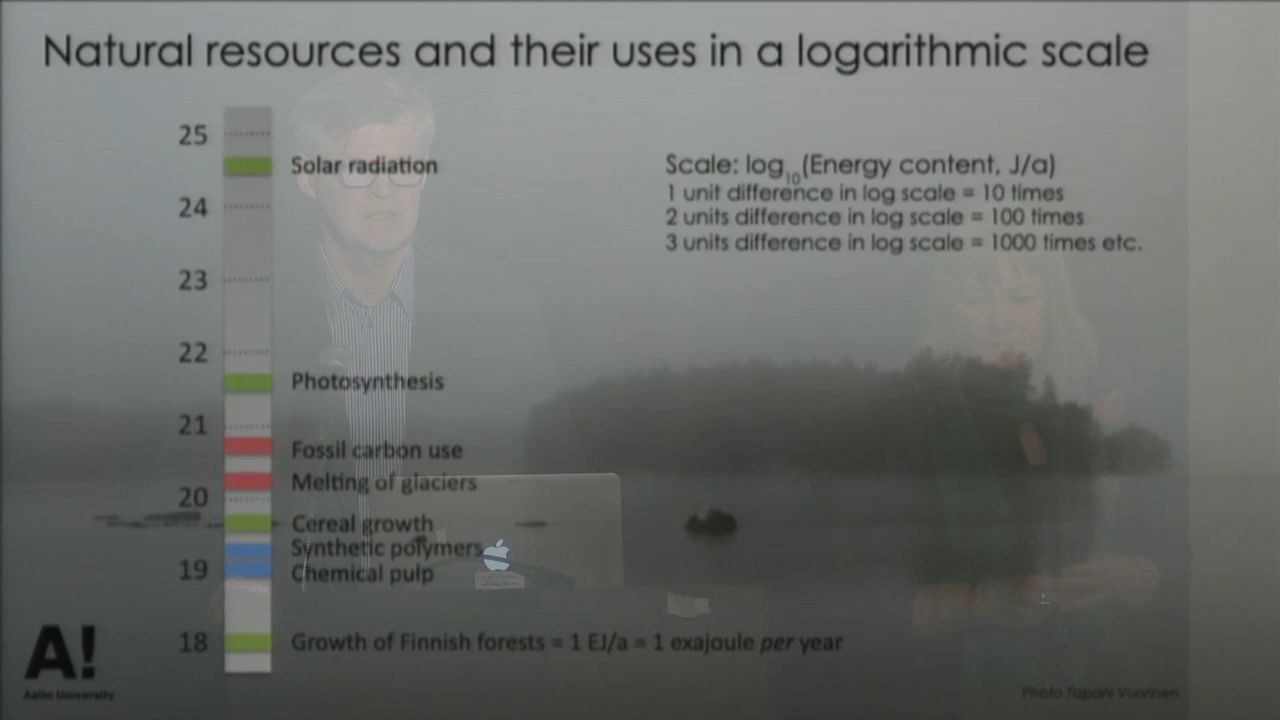 Natural resources and their uses in a logarithmic scale
25
Solar radiation
Scale: log10(Energy content, J/a)
1 unit difference in log scale = 10 times
24
2 units difference in log scale = 100 times
3 units difference in log scale = 1000 times etc.
23
22
Photosynthesis
21
Fossil carbon use
Melting of glaciers
20
Cereal growth
Synthetic polymers
19
Chemical pulp
18
Growth of Finnish forests = 1 EJ/a = 1 exajoule per year
A!
Aalto University
Photo Tapani Vuorinen